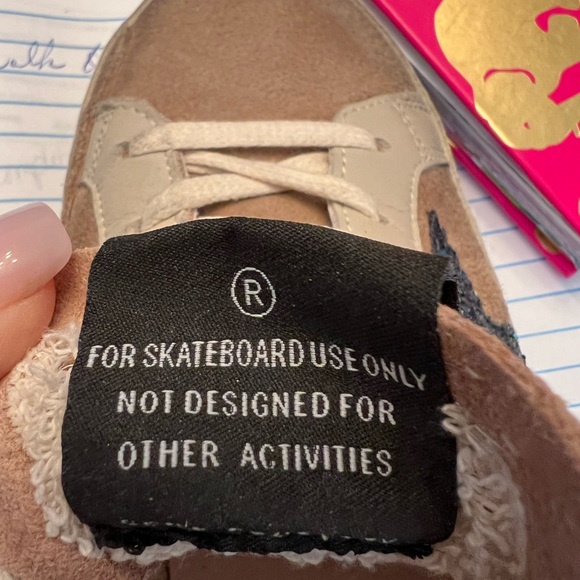 ®
FOR SKATEBOARD USE ONLY
NOT DESIGNED FOR
OTHER ACTIVITIES